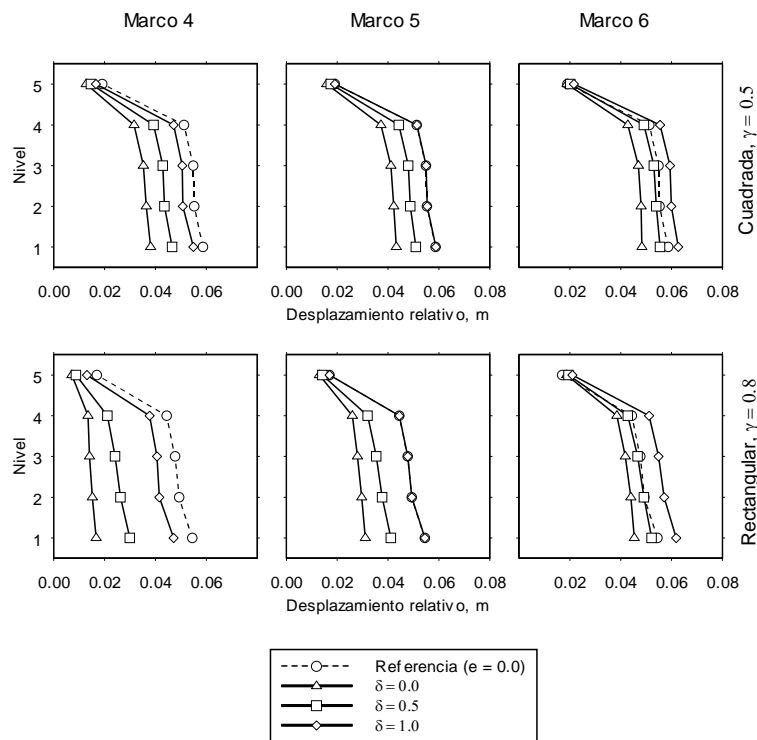 Marco 4 Marco 5 Marco 6
Nivel
5
4
3
2
1
0.00 0.02 0.04 0.06
0.00 0.02 0.04 0.06 0.08
0.02 0.04 0.06 0.08
Desplazamiento relativo, m
Cuadrada, γ = 0.5
Nivel
5
4
3
2
1
0.00 0.02 0.04 0.06
0.00 0.02 0.04 0.06 0.08
0.02 0.04 0.06 0.08
Desplazamiento relativo, m
Rectangular, γ = 0.8
Referencia (e = 0.0)
δ = 0.0
δ = 0.5
δ = 1.0